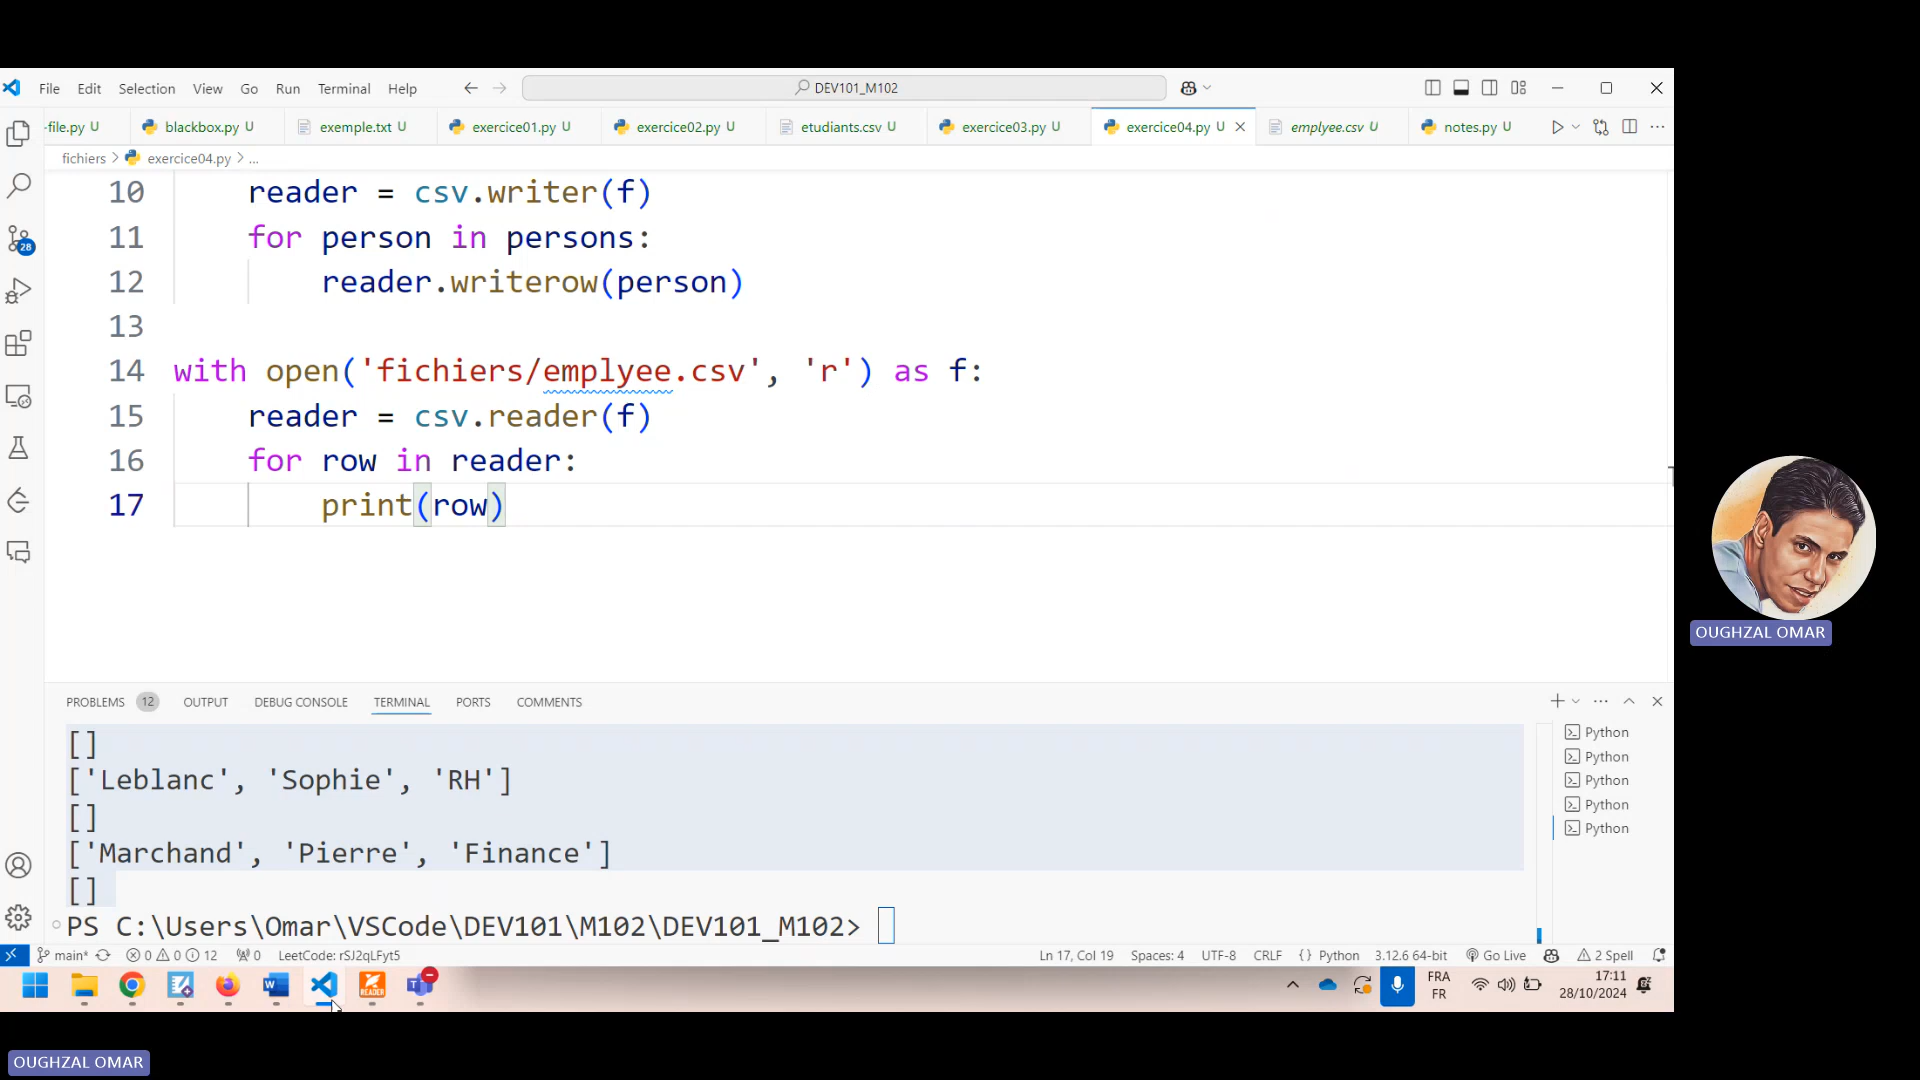 File Edit Selection View Go Run Terminal Help DEV101_M102
-file.py U blackbox.py U exemple.txt U exercice01.py U exercice02.py U etudiants.csv U exercice03.py U exercice04.py U emplyee.csv U notes.py U
fichiers > exercice04.py > ...
10 reader = csv.writer(f)
11 for person in persons:
12 reader.writerow(person)
13
14 with open('fichiers/emplyee.csv', 'r') as f:
15 reader = csv.reader(f)
16 for row in reader:
17 print(row)
28
OUGHZAL OMAR
PROBLEMS 12 OUTPUT DEBUG CONSOLE TERMINAL PORTS COMMENTS
[]
['Leblanc', 'Sophie', 'RH']
[]
['Marchand', 'Pierre', 'Finance']
[]
PS C:\Users\Omar\VSCode\DEV101\M102\DEV101_M102>
Python
Python
Python
Python
Python
main* 0 0 12 0 LeetCode: rSJ2qLFyt5 Ln 17, Col 19 Spaces: 4 UTF-8 CRLF {} Python 3.12.6 64-bit Go Live 2 Spell
READER
FRA
FR
17:11
28/10/2024
OUGHZAL OMAR